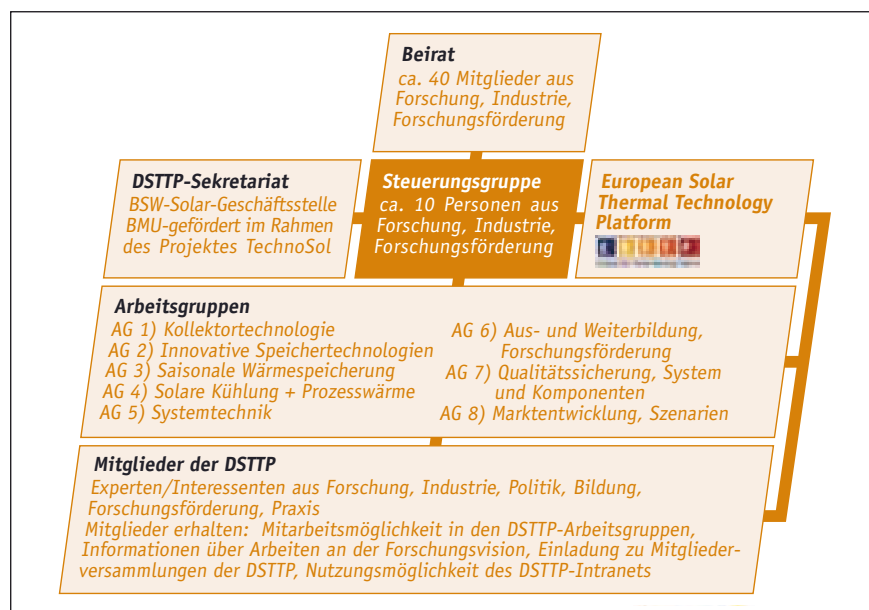 Beirat
ca. 40 Mitglieder aus
Forschung, Industrie,
Forschungsförderung
DSTTP-Sekretariat
BSW-Solar-Geschäftsstelle
BMU-gefördert im Rahmen
des Projektes TechnoSol
Steuerungsgruppe
ca. 10 Personen aus
Forschung, Industrie,
Forschungsförderung
European Solar
Thermal Technology
Platform
Arbeitsgruppen
AG 1) Kollektortechnologie
AG 2) Innovative Speichertechnologien
AG 3) Saisonale Wärmespeicherung
AG 4) Solare Kühlung + Prozesswärme
AG 5) Systemtechnik
AG 6) Aus- und Weiterbildung,
Forschungsförderung
AG 7) Qualitätssicherung, System
und Komponenten
AG 8) Marktentwicklung, Szenarien
Mitglieder der DSTTP
Experten/Interessenten aus Forschung, Industrie, Politik, Bildung,
Forschungsförderung, Praxis
Mitglieder erhalten: Mitarbeitsmöglichkeit in den DSTTP-Arbeitsgruppen,
Informationen über Arbeiten an der Forschungsvision, Einladung zu Mitglieder-
versammlungen der DSTTP, Nutzungsmöglichkeit des DSTTP-Intranets